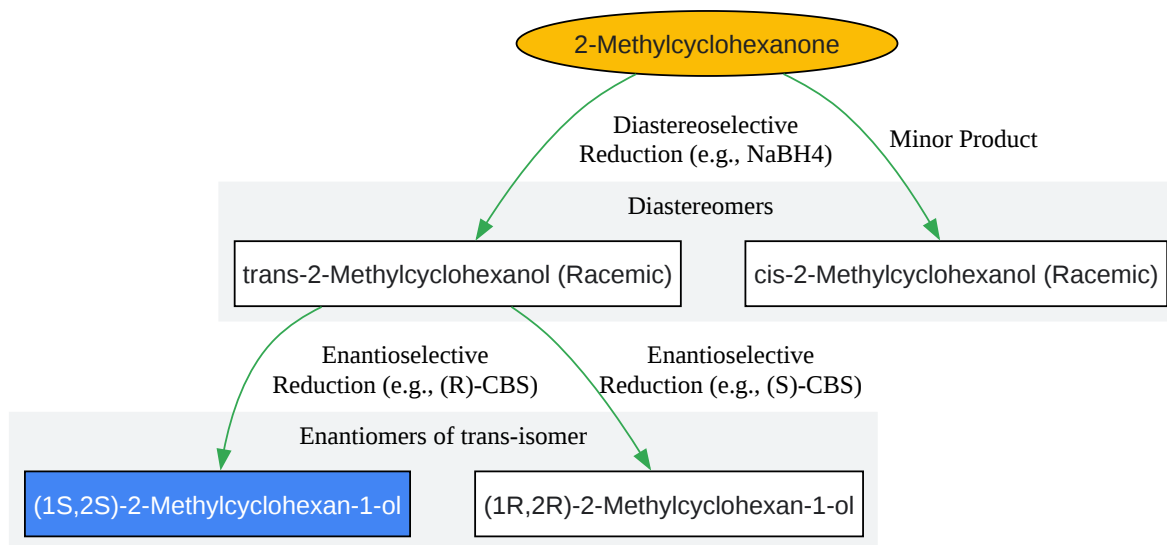 2-Methylcyclohexanone
Diastereoselective
Reduction (e.g., NaBH4)
Minor Product
Diastereomers
trans-2-Methylcyclohexanol (Racemic)
cis-2-Methylcyclohexanol (Racemic)
Enantioselective
Reduction (e.g., (R)-CBS)
Enantioselective
Reduction (e.g., (S)-CBS)
Enantiomers of trans-isomer
(1S,2S)-2-Methylcyclohexan-1-ol
(1R,2R)-2-Methylcyclohexan-1-ol